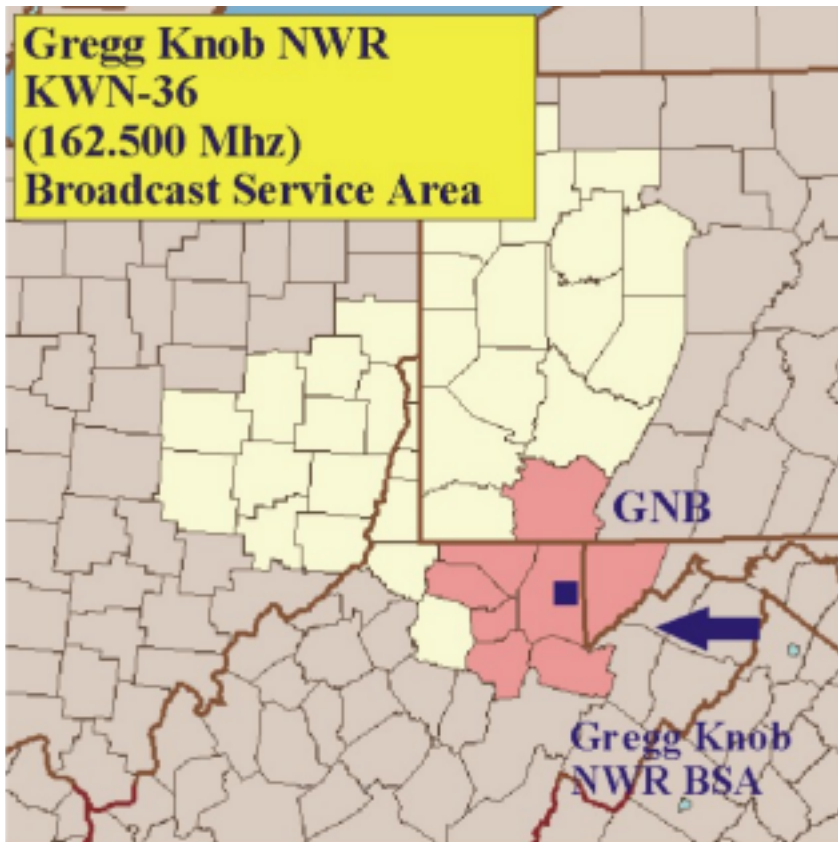 Gregg Knob NWR
KWN-36
(162.500 Mhz)
Broadcast Service Area
GNB
Gregg Knob
NWR BSA